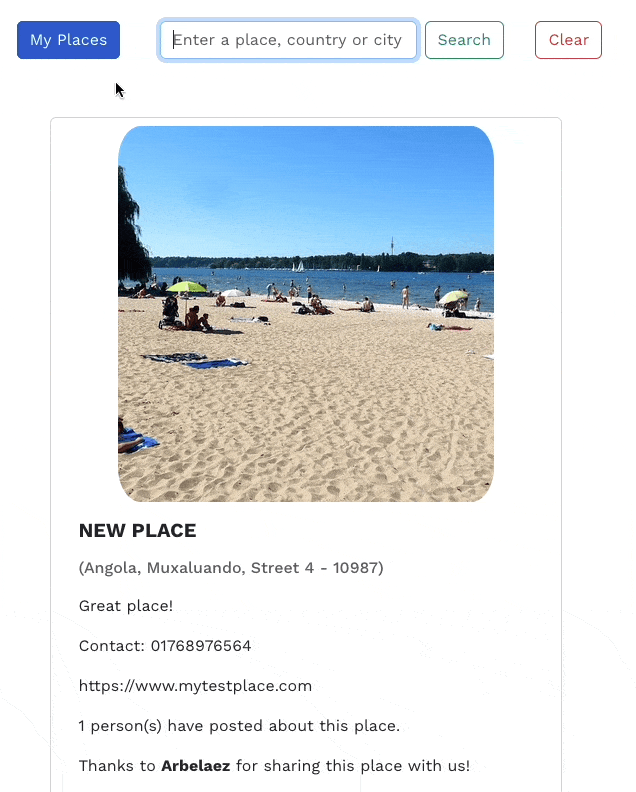 My Places
Enter a place, country or city
Search
Clear
NEW PLACE
(Angola, Muxaluando, Street 4 - 10987)
Great place!
Contact: 01768976564
https://www.mytestplace.com
1 person(s) have posted about this place.
Thanks to Arbelaez for sharing this place with us!